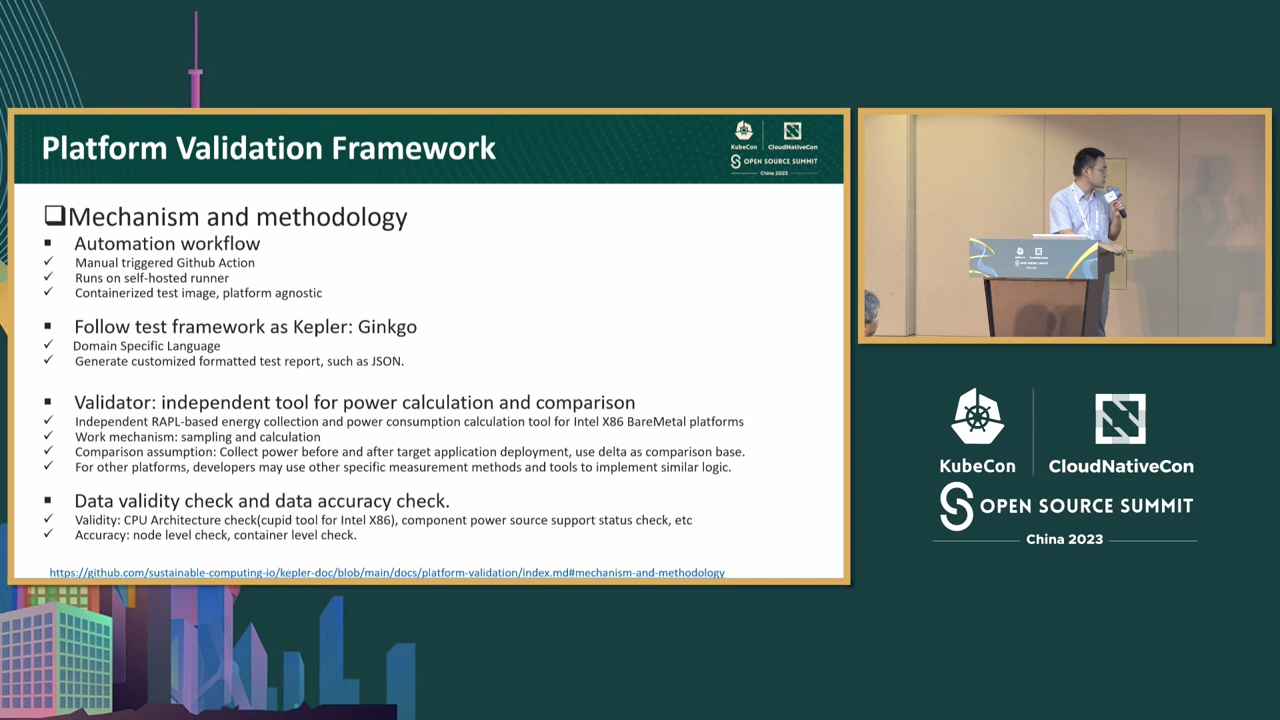 Platform Validation Framework
KubeCon
CloudNativeCon
OPEN SOURCE SUMMIT
China 2023
Mechanism and methodology
Automation workflow
Manual triggered Github Action
Runs on self-hosted runner
Containerized test image, platform agnostic
Follow test framework as Kepler: Ginkgo
Domain Specific Language
Generate customized formatted test report, such as JSON.
Validator: independent tool for power calculation and comparison
Independent RAPL-based energy collection and power consumption calculation tool for Intel X86 BareMetal platforms
Work mechanism: sampling and calculation
Comparison assumption: Collect power before and after target application deployment, use delta as comparison base.
For other platforms, developers may use other specific measurement methods and tools to implement similar logic.
Data validity check and data accuracy check.
Validity: CPU Architecture check(cupid tool for Intel X86), component power source support status check, etc
Accuracy: node level check, container level check.
https://github.com/sustainable-computing-io/kepler-doc/blob/main/docs/platform-validation/index.md#mechanism-and-methodology
KubeCon
CloudNativeCon
OPEN SOURCE SUMMIT
China 2023